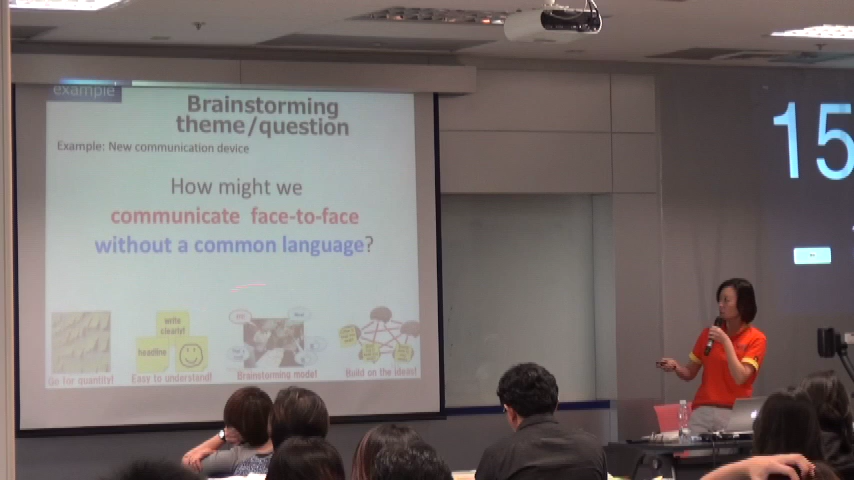 example
Brainstorming
theme/question
Example: New communication device
How might we
communicate face-to-face
without a common language?
write
clearly!
headline
Go for quantity!
Easy to understand!
Brainstorming mode!
Build on the ideas!
15